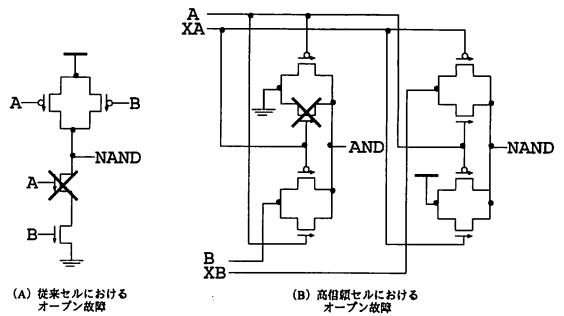 A
XA
A
B
NAND
A
B
AND
NAND
B
XB
(A) 従来セルにおける
オープン故障
(B) 高信頼セルにおける
オープン故障